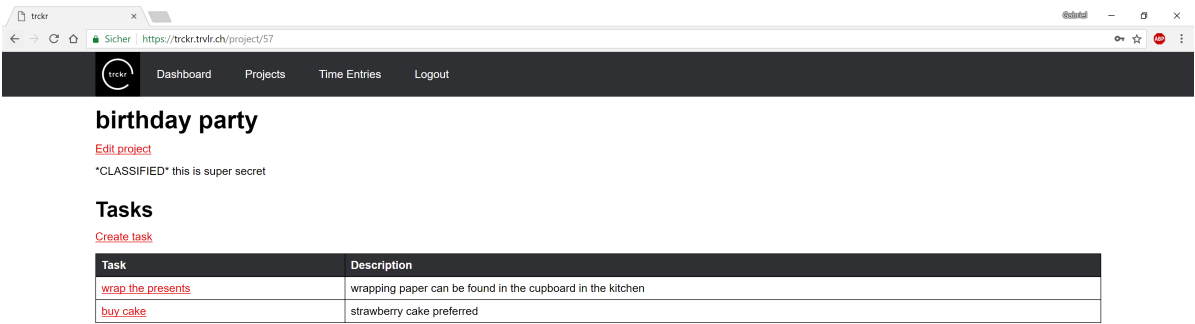 trckr
Gabriel
Sicher https://trckr.trvlr.ch/project/57
ABP
trckr Dashboard Projects Time Entries Logout
birthday party
Edit project
*CLASSIFIED* this is super secret
Tasks
Create task
Task Description
wrap the presents wrapping paper can be found in the cupboard in the kitchen
buy cake strawberry cake preferred